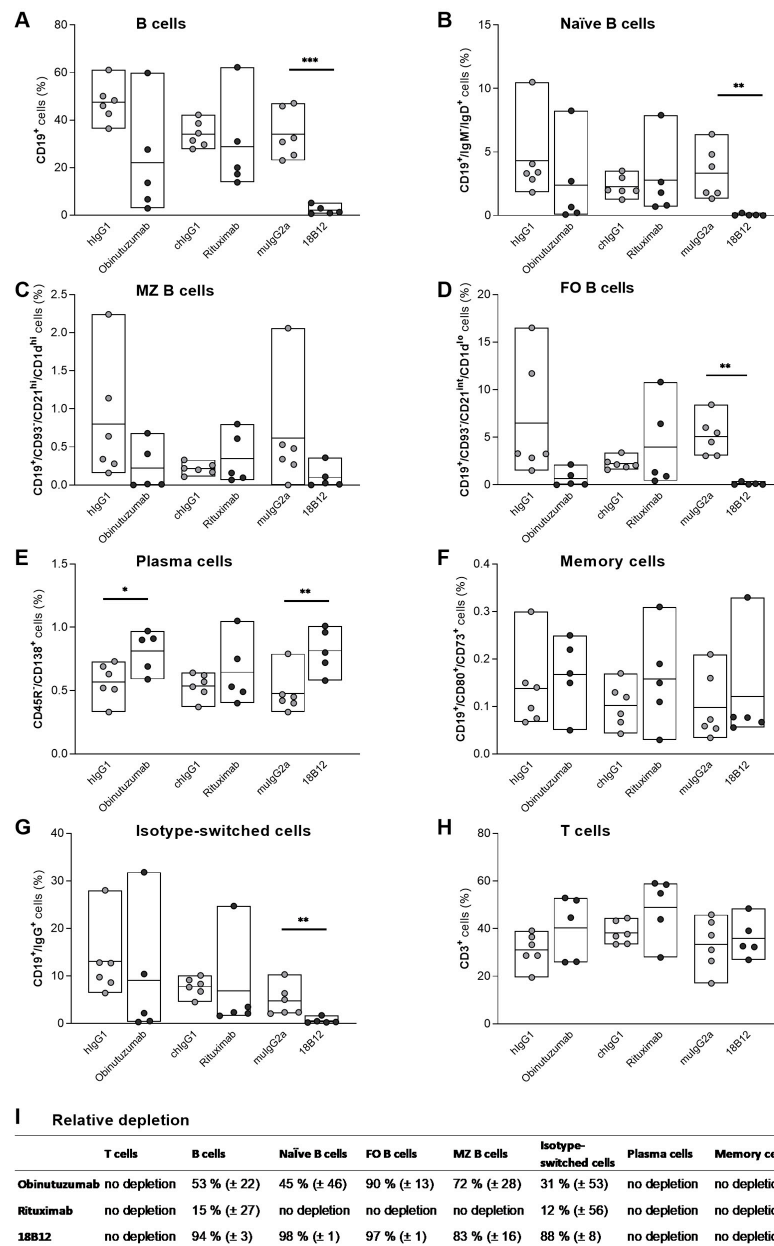 A B cells
CD19+ cells (%)
80
60
40
20
0
***
hIgG1
Obinutuzumab
chIgG1
Rituximab
muIgG2a
18B12
B Naïve B cells
CD19+/IgM-/IgD+ cells (%)
15
10
5
0
**
hIgG1
Obinutuzumab
chIgG1
Rituximab
muIgG2a
18B12
C MZ B cells
CD19+/CD93-/CD21hi/CD1dhi cells (%)
2.5
2.0
1.5
1.0
0.5
0.0
hIgG1
Obinutuzumab
chIgG1
Rituximab
muIgG2a
18B12
D FO B cells
CD19+/CD93-/CD21int/CD1dlo cells (%)
20
15
10
5
0
**
hIgG1
Obinutuzumab
chIgG1
Rituximab
muIgG2a
18B12
E Plasma cells
CD45R-/CD138+ cells (%)
1.5
1.0
0.5
0.0
*
**
hIgG1
Obinutuzumab
chIgG1
Rituximab
muIgG2a
18B12
F Memory cells
CD19+/CD80+/CD73+ cells (%)
0.4
0.3
0.2
0.1
0.0
hIgG1
Obinutuzumab
chIgG1
Rituximab
muIgG2a
18B12
G Isotype-switched cells
CD19+/IgG+ cells (%)
40
30
20
10
0
**
hIgG1
Obinutuzumab
chIgG1
Rituximab
muIgG2a
18B12
H T cells
CD3+ cells (%)
80
60
40
20
0
hIgG1
Obinutuzumab
chIgG1
Rituximab
muIgG2a
18B12
I Relative depletion
T cells B cells Naïve B cells FO B cells MZ B cells Isotype-switched cells Plasma cells Memory ce
Obinutuzumab no depletion 53 % (± 22) 45 % (± 46) 90 % (± 13) 72 % (± 28) 31 % (± 53) no depletion no depletio
Rituximab no depletion 15 % (± 27) no depletion no depletion no depletion 12 % (± 56) no depletion no depletio
18B12 no depletion 94 % (± 3) 98 % (± 1) 97 % (± 1) 83 % (± 16) 88 % (± 8) no depletion no depletio